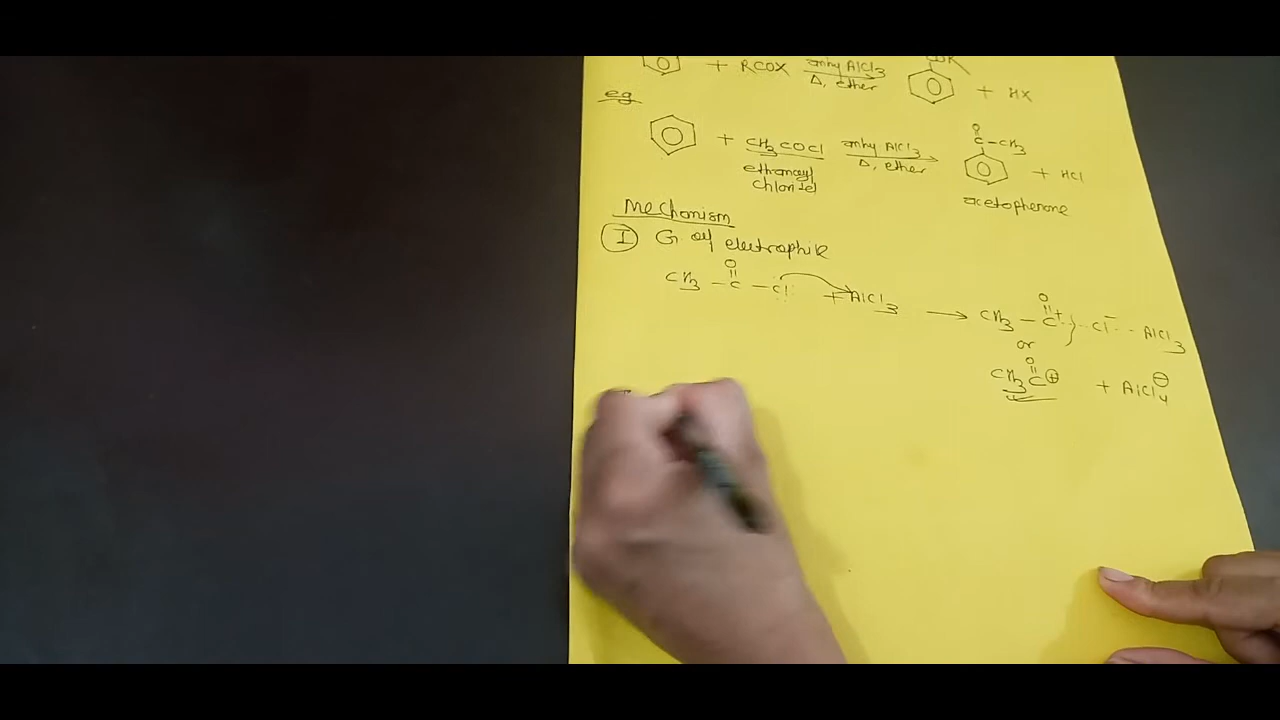 + RCOX anhy AlCl3 Δ, ether COR + HX
eg
+ CH3COCl anhy AlCl3 Δ, ether O C-CH3 + HCl
ethanoyl chloride acetophenone
Mechanism
I G of electrophile
CH3 - C - Cl + AlCl3 → CH3 - C+ ... Cl- ... AlCl3
O O
or
O
CH3C⊕ + AlCl4⊖